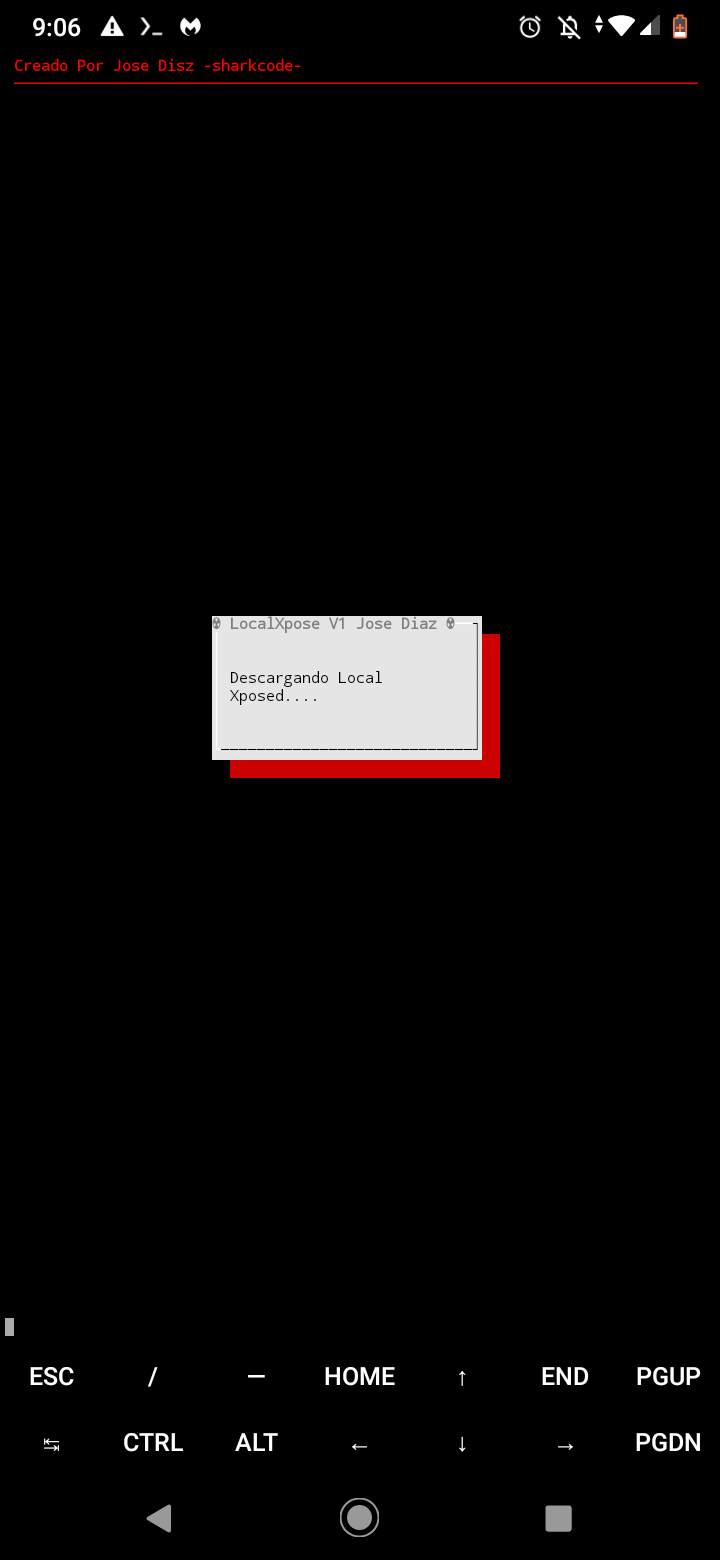 9:06
Creado Por Jose Disz -sharkcode-
☢ LocalXpose V1 Jose Diaz ☢
Descargando Local
Xposed....
ESC / — HOME ↑ END PGUP
↹ CTRL ALT ← ↓ → PGDN